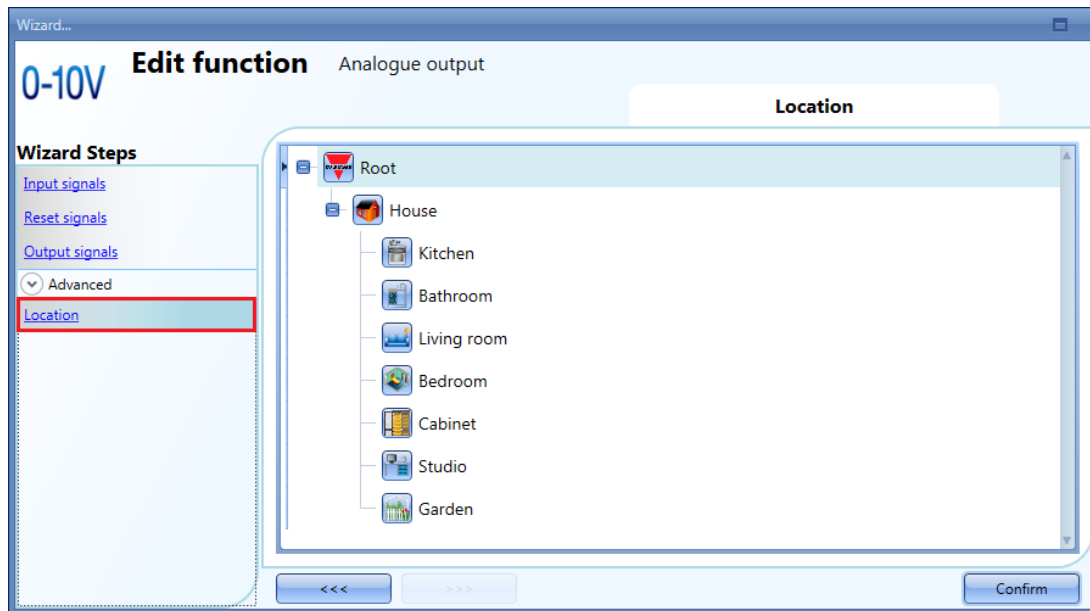 Wizard...
0-10V
Edit function
Analogue output
Location
Wizard Steps
Input signals
Reset signals
Output signals
Advanced
Location
Root
House
Kitchen
Bathroom
Living room
Bedroom
Cabinet
Studio
Garden
<<<
>>>
Confirm